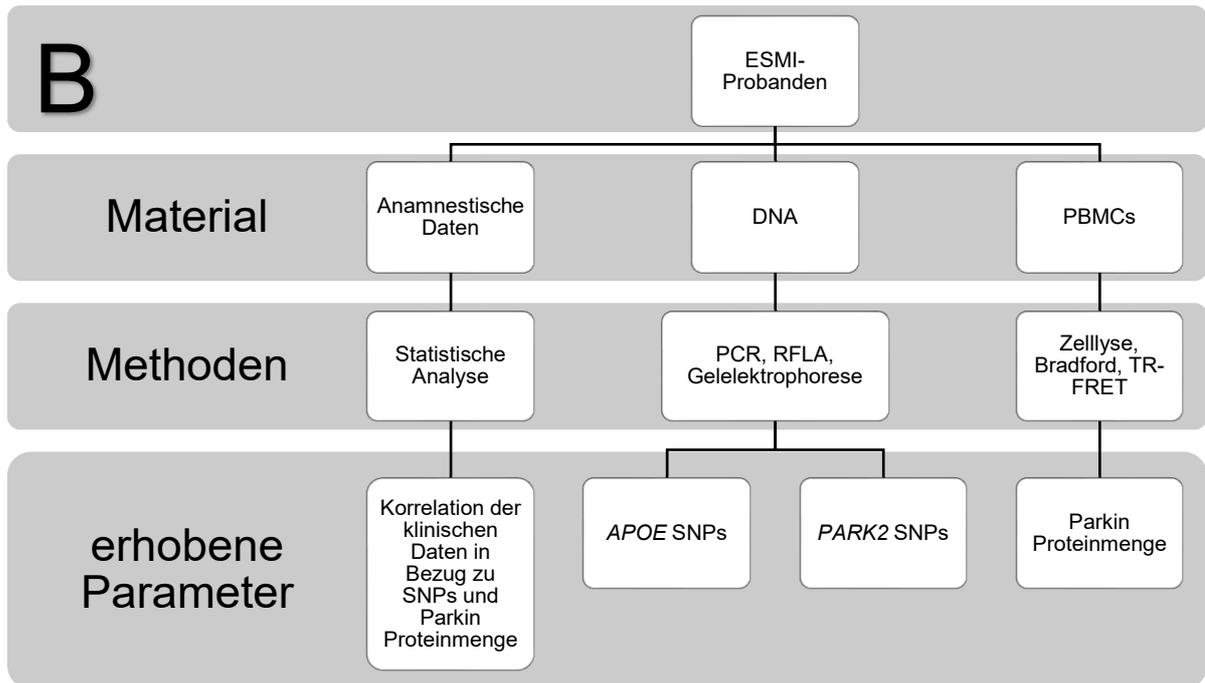 B
ESMI-
Probanden
Material
Anamnestische
Daten
DNA
PBMCs
Methoden
Statistische
Analyse
PCR, RFLA,
Gelelektrophorese
Zelllyse,
Bradford, TR-
FRET
erhobene
Parameter
Korrelation der
klinischen
Daten in
Bezug zu
SNPs und
Parkin
Proteinmenge
APOE SNPs
PARK2 SNPs
Parkin
Proteinmenge